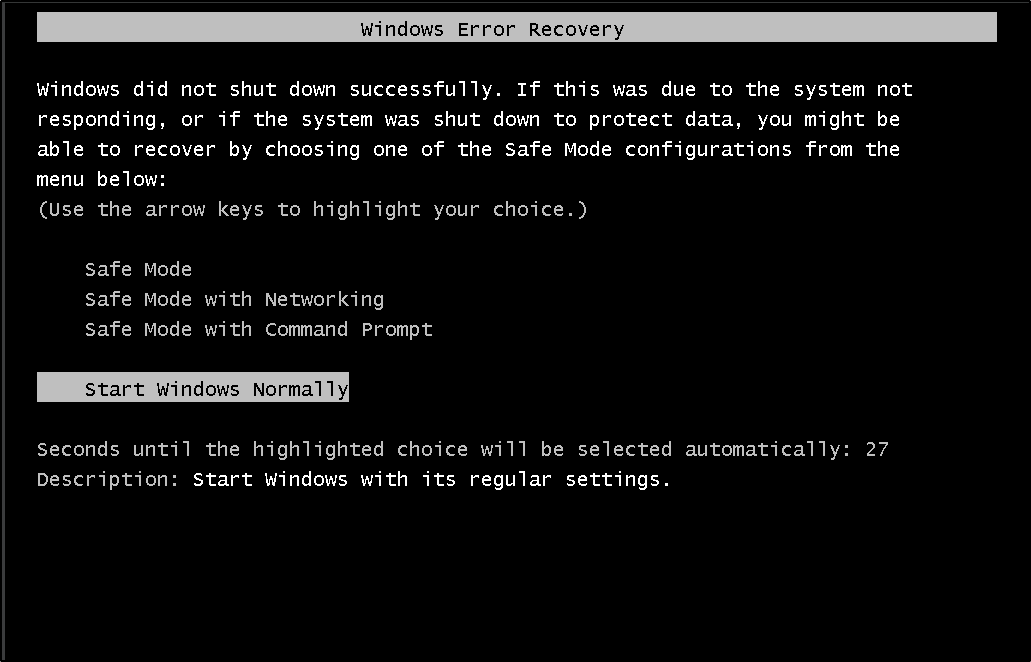 Windows Error Recovery
Windows did not shut down successfully. If this was due to the system not
responding, or if the system was shut down to protect data, you might be
able to recover by choosing one of the Safe Mode configurations from the
menu below:
(Use the arrow keys to highlight your choice.)
Safe Mode
Safe Mode with Networking
Safe Mode with Command Prompt
Start Windows Normally
Seconds until the highlighted choice will be selected automatically: 27
Description: Start Windows with its regular settings.